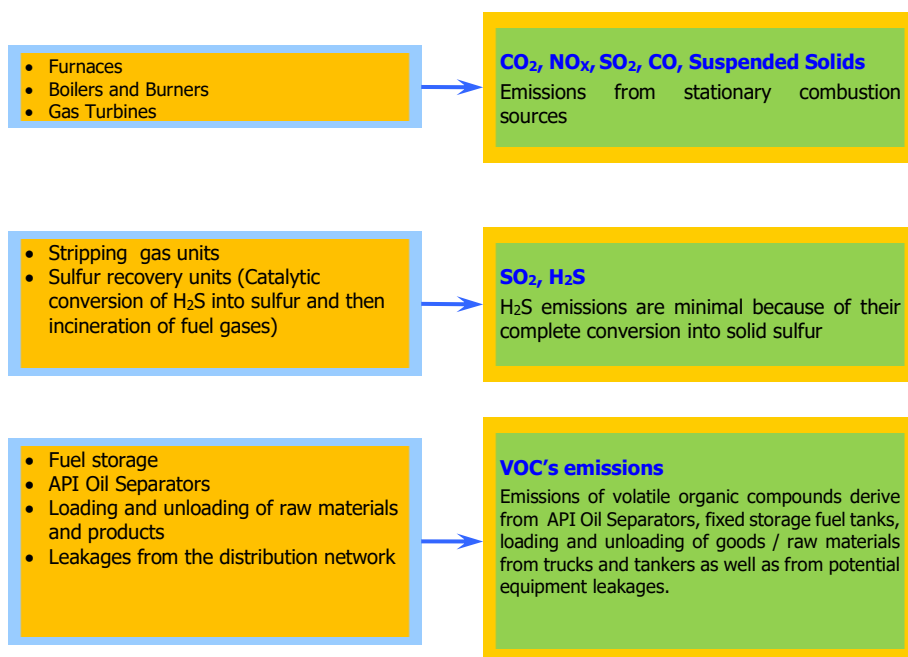 • Furnaces
• Boilers and Burners
• Gas Turbines
CO₂, NOₓ, SO₂, CO, Suspended Solids
Emissions from stationary combustion
sources
• Stripping gas units
• Sulfur recovery units (Catalytic
conversion of H₂S into sulfur and then
incineration of fuel gases)
SO₂, H₂S
H₂S emissions are minimal because of their
complete conversion into solid sulfur
• Fuel storage
• API Oil Separators
• Loading and unloading of raw materials
and products
• Leakages from the distribution network
VOC's emissions
Emissions of volatile organic compounds derive
from API Oil Separators, fixed storage fuel tanks,
loading and unloading of goods / raw materials
from trucks and tankers as well as from potential
equipment leakages.